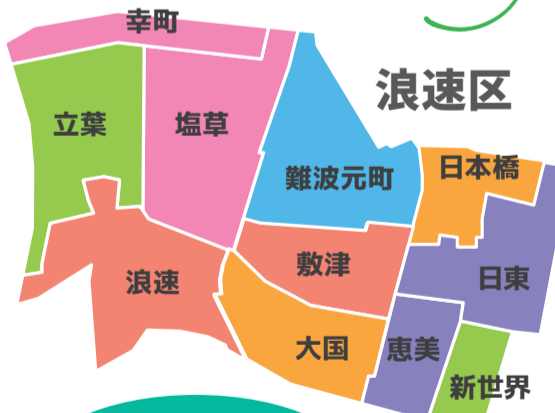 幸町
浪速区
立葉
塩草
日本橋
難波元町
敷津
日東
浪速
大国
恵美
新世界